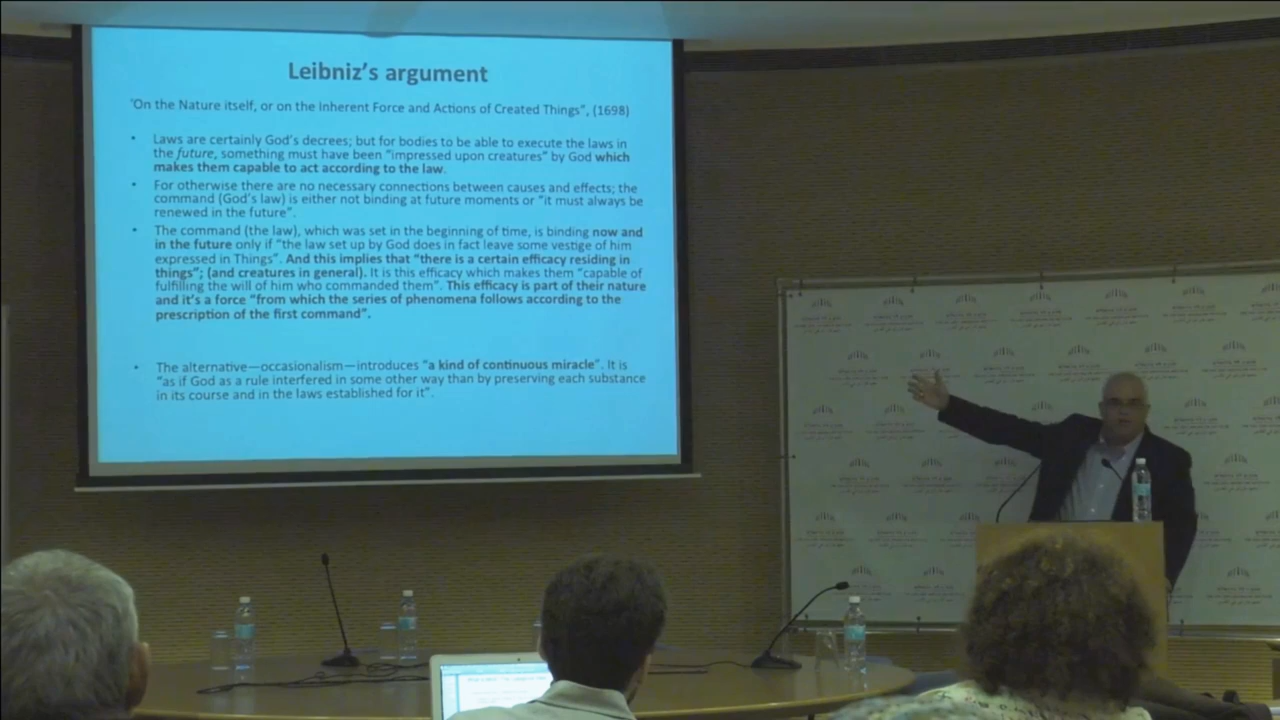 Leibniz's argument
'On the Nature itself, or on the Inherent Force and Actions of Created Things", (1698)
• Laws are certainly God's decrees; but for bodies to be able to execute the laws in
the future, something must have been "impressed upon creatures" by God which
makes them capable to act according to the law.
• For otherwise there are no necessary connections between causes and effects; the
command (God's law) is either not binding at future moments or "it must always be
renewed in the future".
• The command (the law), which was set in the beginning of time, is binding now and
in the future only if "the law set up by God does in fact leave some vestige of him
expressed in Things". And this implies that "there is a certain efficacy residing in
things"; (and creatures in general). It is this efficacy which makes them "capable of
fulfilling the will of him who commanded them". This efficacy is part of their nature
and it's a force "from which the series of phenomena follows according to the
prescription of the first command".
• The alternative—occasionalism—introduces "a kind of continuous miracle". It is
"as if God as a rule interfered in some other way than by preserving each substance
in its course and in the laws established for it".